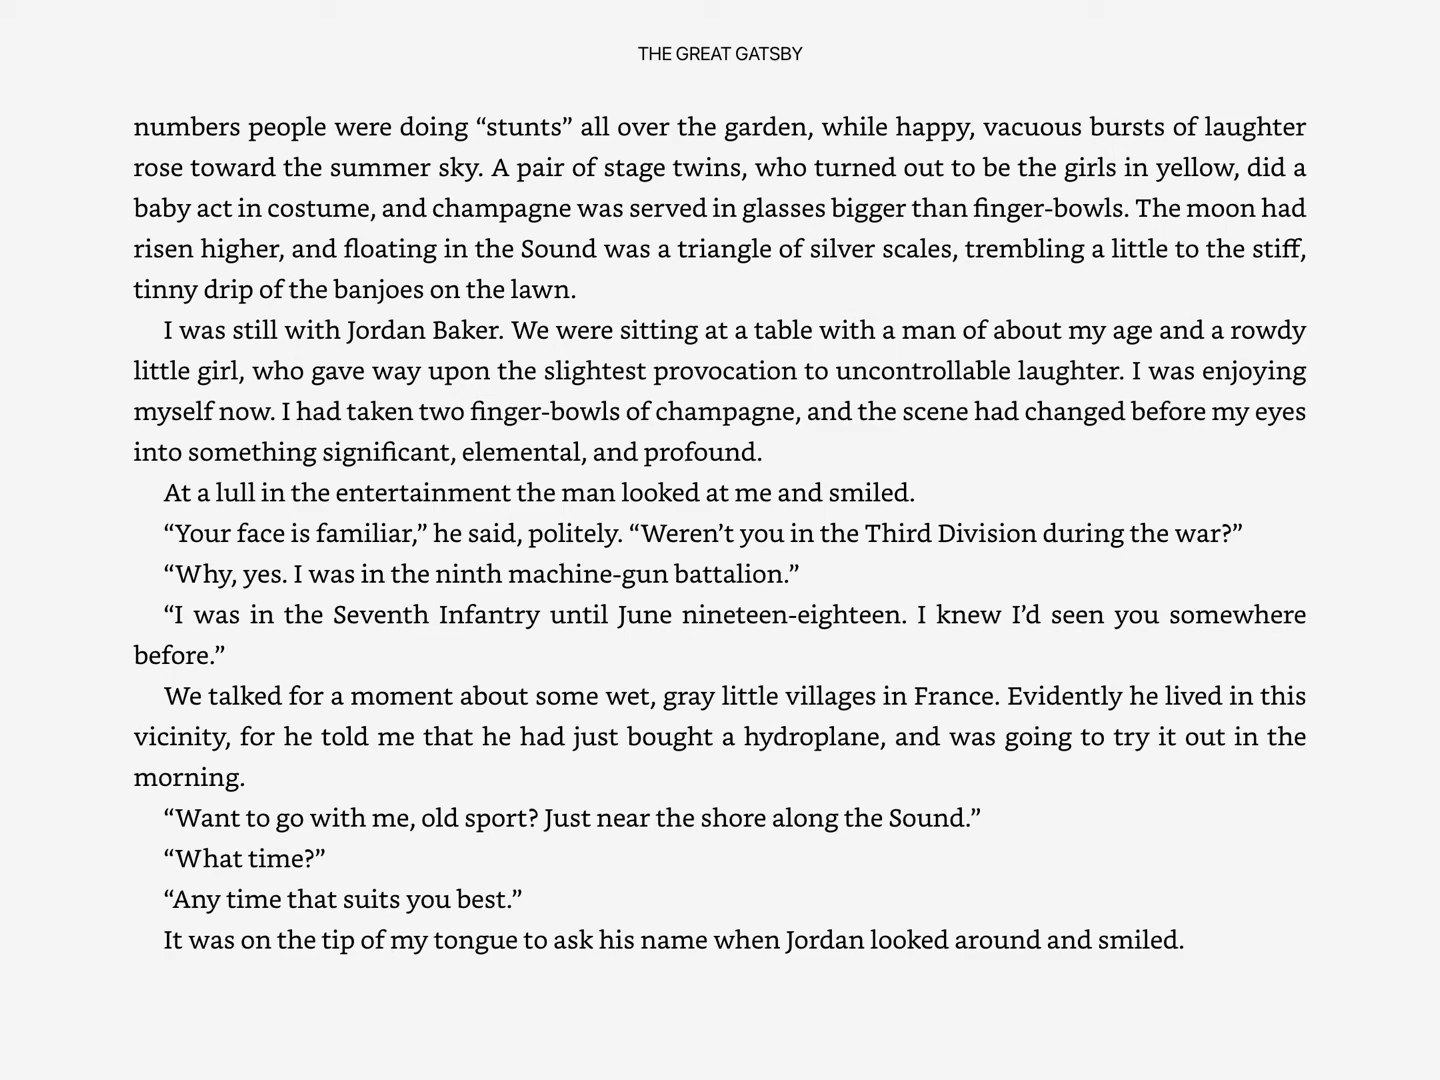 THE GREAT GATSBY
numbers people were doing “stunts” all over the garden, while happy, vacuous bursts of laughter
rose toward the summer sky. A pair of stage twins, who turned out to be the girls in yellow, did a
baby act in costume, and champagne was served in glasses bigger than finger-bowls. The moon had
risen higher, and floating in the Sound was a triangle of silver scales, trembling a little to the stiff,
tinny drip of the banjoes on the lawn.
I was still with Jordan Baker. We were sitting at a table with a man of about my age and a rowdy
little girl, who gave way upon the slightest provocation to uncontrollable laughter. I was enjoying
myself now. I had taken two finger-bowls of champagne, and the scene had changed before my eyes
into something significant, elemental, and profound.
At a lull in the entertainment the man looked at me and smiled.
“Your face is familiar,” he said, politely. “Weren’t you in the Third Division during the war?”
“Why, yes. I was in the ninth machine-gun battalion.”
“I was in the Seventh Infantry until June nineteen-eighteen. I knew I’d seen you somewhere
before.”
We talked for a moment about some wet, gray little villages in France. Evidently he lived in this
vicinity, for he told me that he had just bought a hydroplane, and was going to try it out in the
morning.
“Want to go with me, old sport? Just near the shore along the Sound.”
“What time?”
“Any time that suits you best.”
It was on the tip of my tongue to ask his name when Jordan looked around and smiled.